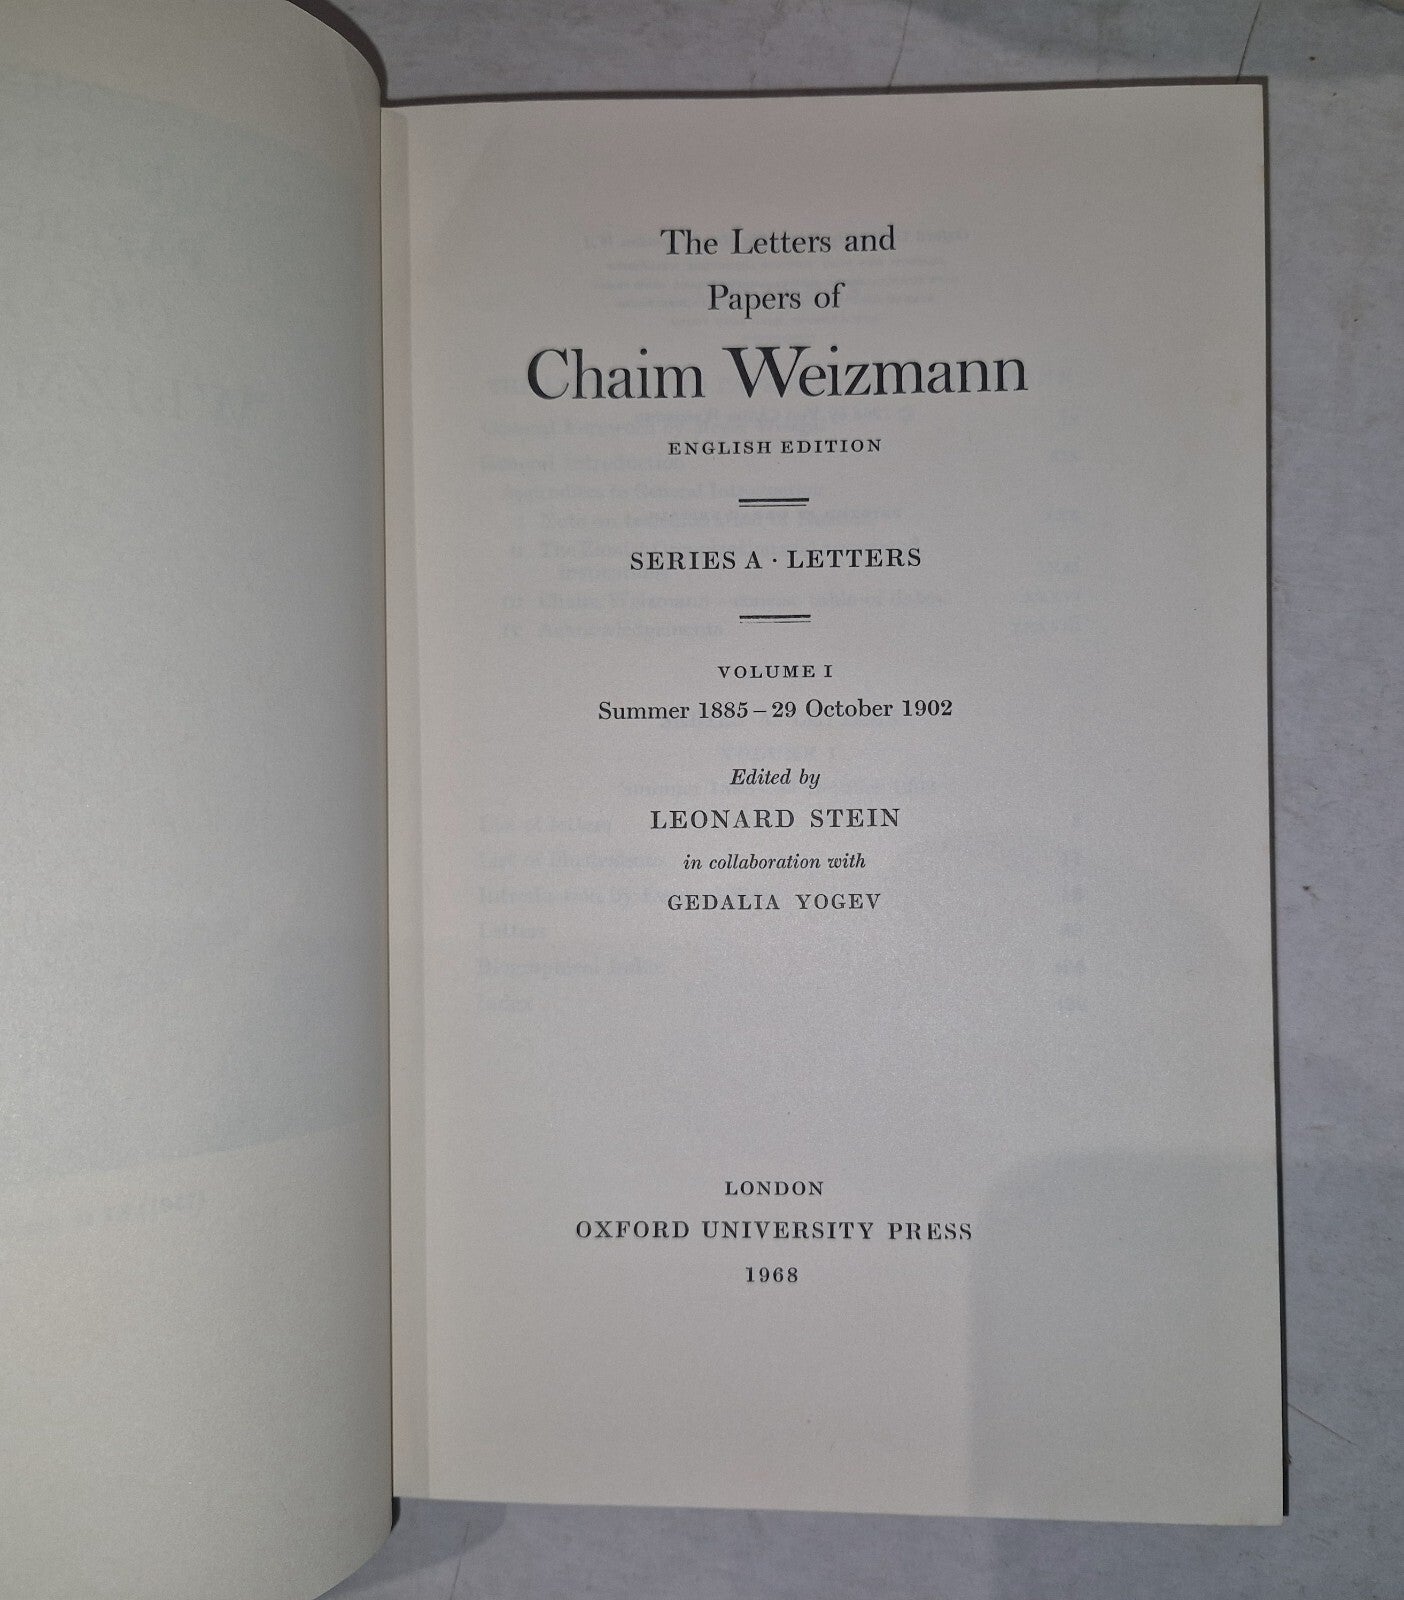 The Letters and
Papers of
Chaim Weizmann
ENGLISH EDITION
SERIES A · LETTERS
VOLUME I
Summer 1885 – 29 October 1902
Edited by
LEONARD STEIN
in collaboration with
GEDALIA YOGEV
LONDON
OXFORD UNIVERSITY PRESS
1968